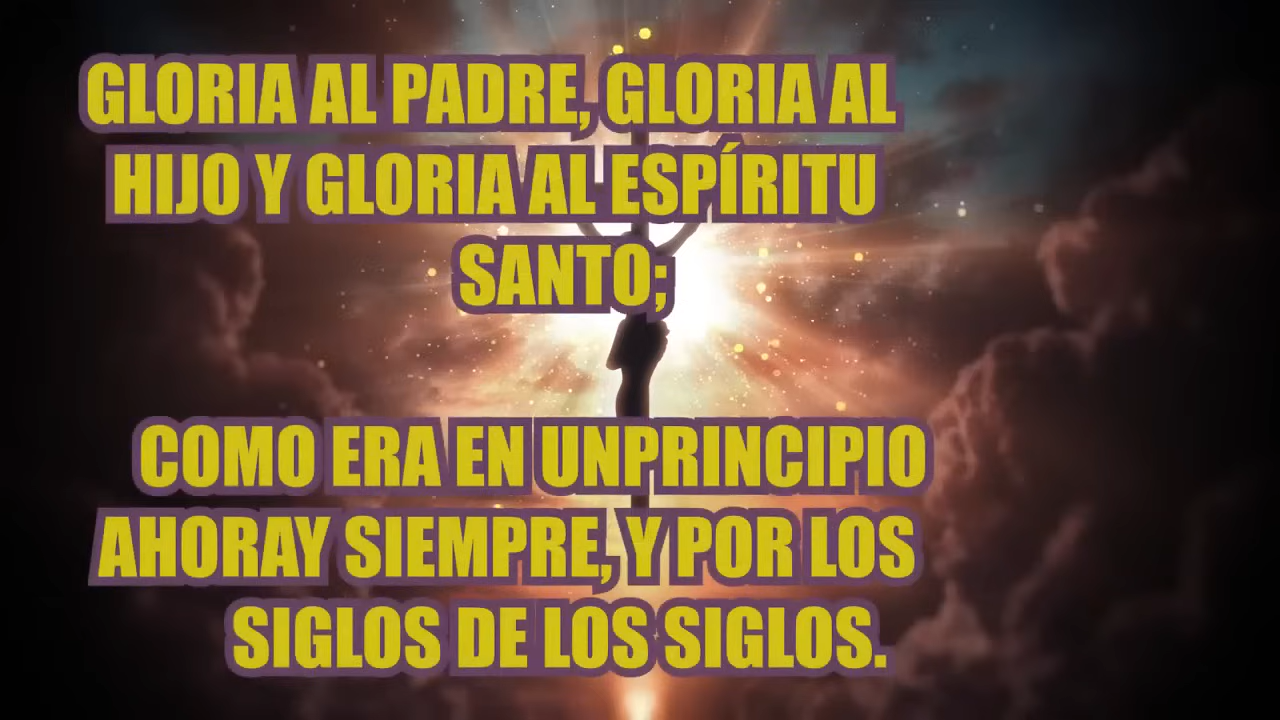 GLORIA AL PADRE, GLORIA AL
HIJO Y GLORIA AL ESPÍRITU
SANTO;
COMO ERA EN UNPRINCIPIO
AHORAY SIEMPRE, Y POR LOS
SIGLOS DE LOS SIGLOS.